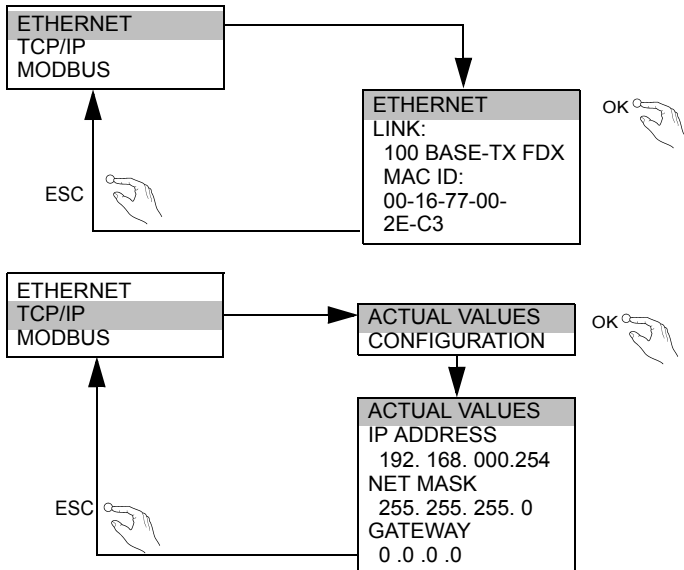 ETHERNET
TCP/IP
MODBUS
ETHERNET
LINK:
100 BASE-TX FDX
MAC ID:
00-16-77-00-
2E-C3
OK
ESC
ETHERNET
TCP/IP
MODBUS
ACTUAL VALUES
CONFIGURATION
OK
ACTUAL VALUES
IP ADDRESS
192. 168. 000.254
NET MASK
255. 255. 255. 0
GATEWAY
0 .0 .0 .0
ESC